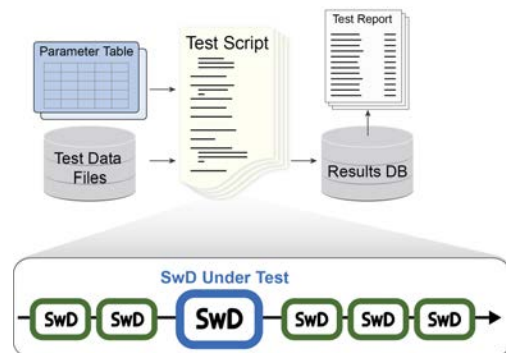 Parameter Table
Test Script
Test Report
Test Data
Files
Results DB
SwD Under Test
SwD SwD SwD SwD SwD SwD